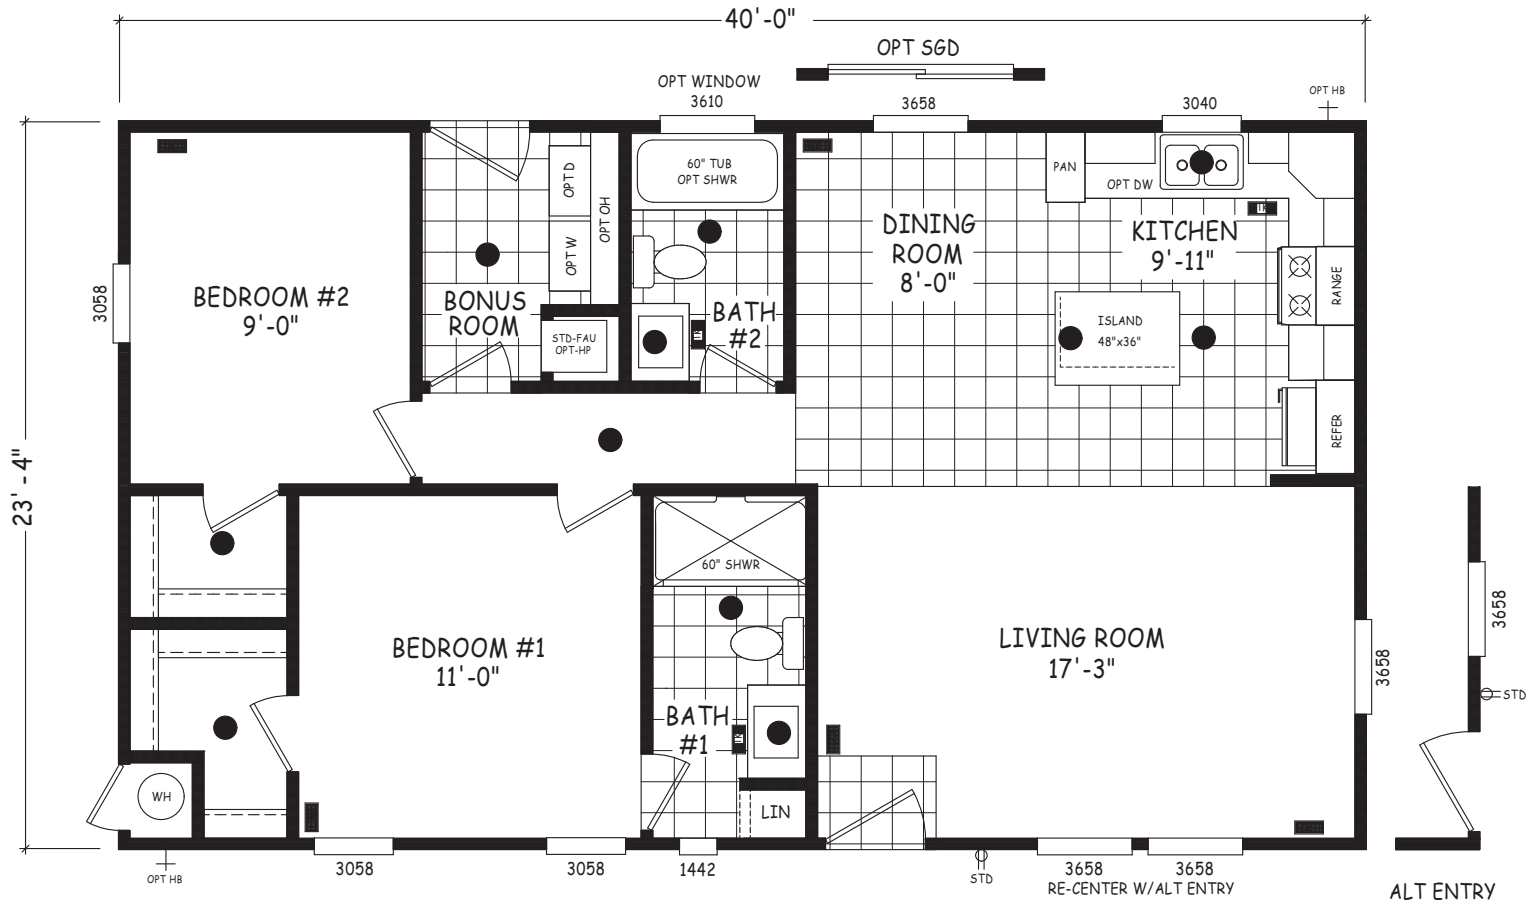 40'-0"
OPT SGD
OPT WINDOW
3610
3658
3040
OPT HB
60" TUB
OPT SHWR
OPT D
OPT W
OPT OH
PAN
OPT DW
DINING
ROOM
8'-0"
KITCHEN
9'-11"
RANGE
ISLAND
48"x36"
REFER
BEDROOM #2
9'-0"
3058
BONUS
ROOM
STD-FAU
OPT-HP
BATH
#2
23'-4"
60" SHWR
BEDROOM #1
11'-0"
BATH
#1
LIN
LIVING ROOM
17'-3"
3658
3658
STD
WH
OPT HB
3058
3058
1442
STD
3658
3658
RE-CENTER W/ALT ENTRY
ALT ENTRY